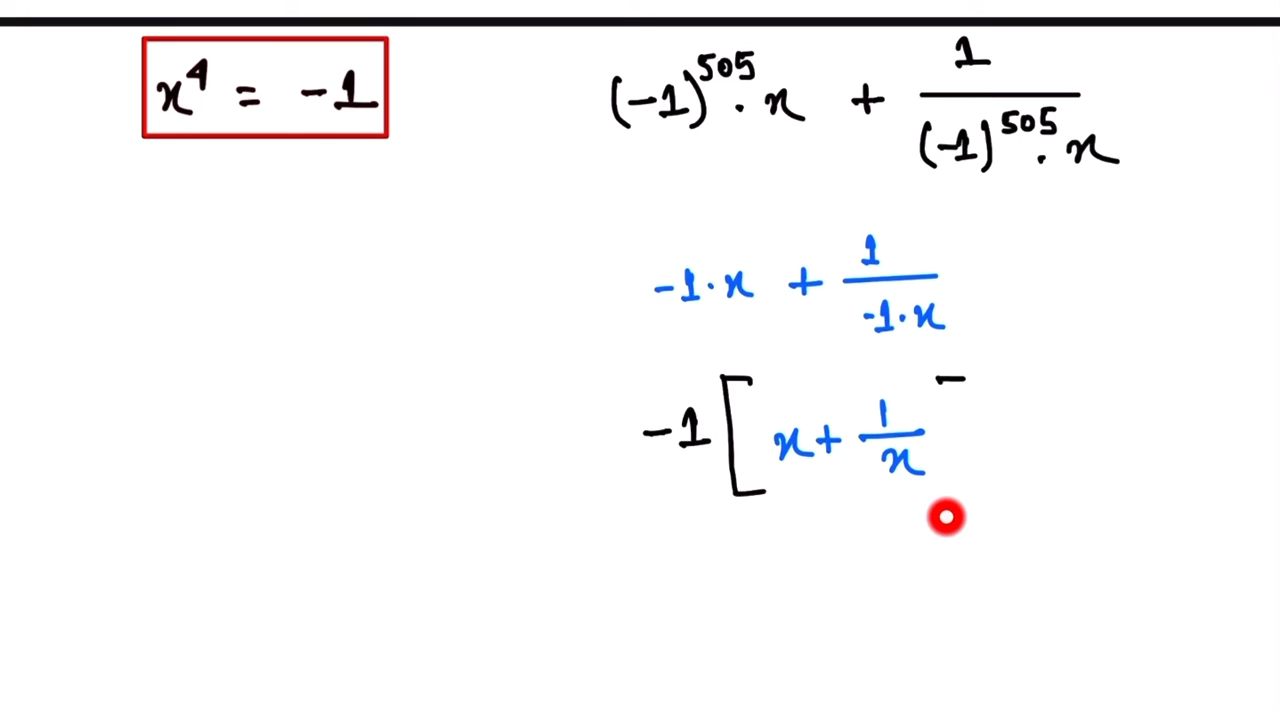 x⁴ = -1
(-1)⁵⁰⁵ · x + 1/((-1)⁵⁰⁵ · x)
-1 · x + 1/(-1 · x)
-1 [ x + 1/x